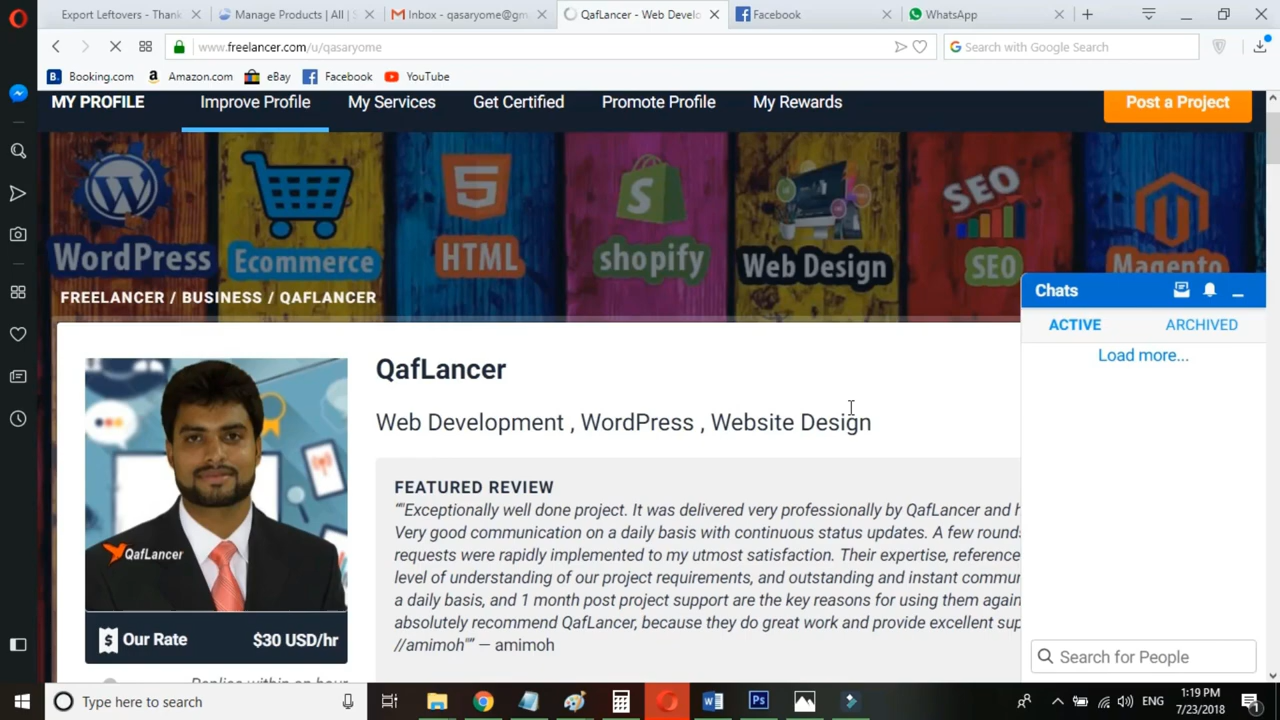 Export Leftovers - Thank
Manage Products | All | S
Inbox - qasaryome@gm
QafLancer - Web Develo
Facebook
WhatsApp
www.freelancer.com/u/qasaryome
Search with Google Search
B. Booking.com
a Amazon.com
eBay
Facebook
YouTube
MY PROFILE
Improve Profile
My Services
Get Certified
Promote Profile
My Rewards
Post a Project
WordPress
Ecommerce
HTML
shopify
Web Design
SEO
SEO
Magento
FREELANCER / BUSINESS / QAFLANCER
Chats
ACTIVE
ARCHIVED
Load more...
QafLancer
Web Development , WordPress , Website Design
FEATURED REVIEW
“"Exceptionally well done project. It was delivered very professionally by QafLancer and h
Very good communication on a daily basis with continuous status updates. A few rounds
requests were rapidly implemented to my utmost satisfaction. Their expertise, reference
level of understanding of our project requirements, and outstanding and instant commun
a daily basis, and 1 month post project support are the key reasons for using them again
absolutely recommend QafLancer, because they do great work and provide excellent sup
//amimoh"” — amimoh
QafLancer
Our Rate
$30 USD/hr
Replies within an hour
Search for People
Type here to search
ENG
1:19 PM
7/23/2018